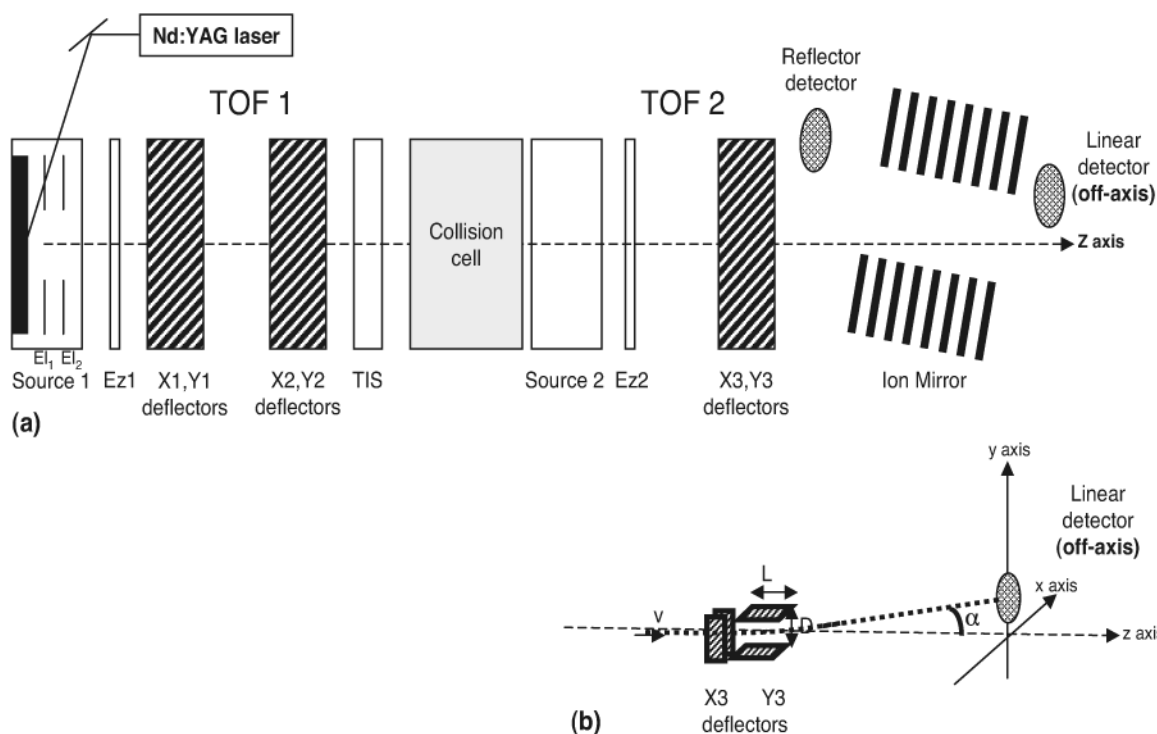 Nd:YAG laser
TOF 1
TOF 2
Reflector
detector
Linear
detector
(off-axis)
Collision
cell
Z axis
El₁ El₂
Source 1
Ez1
X1,Y1
deflectors
X2,Y2
deflectors
TIS
Source 2
Ez2
X3,Y3
deflectors
Ion Mirror
(a)
y axis
Linear
detector
(off-axis)
x axis
L
v
D
α
z axis
X3
Y3
deflectors
(b)